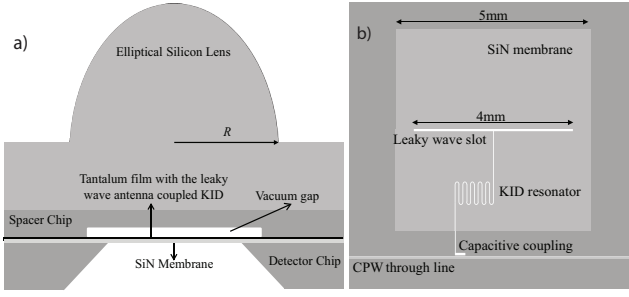 a)
Elliptical Silicon Lens
R
Tantalum film with the leaky
wave antenna coupled KID
Vacuum gap
Spacer Chip
SiN Membrane
Detector Chip
b)
5mm
SiN membrane
4mm
Leaky wave slot
KID resonator
Capacitive coupling
CPW through line